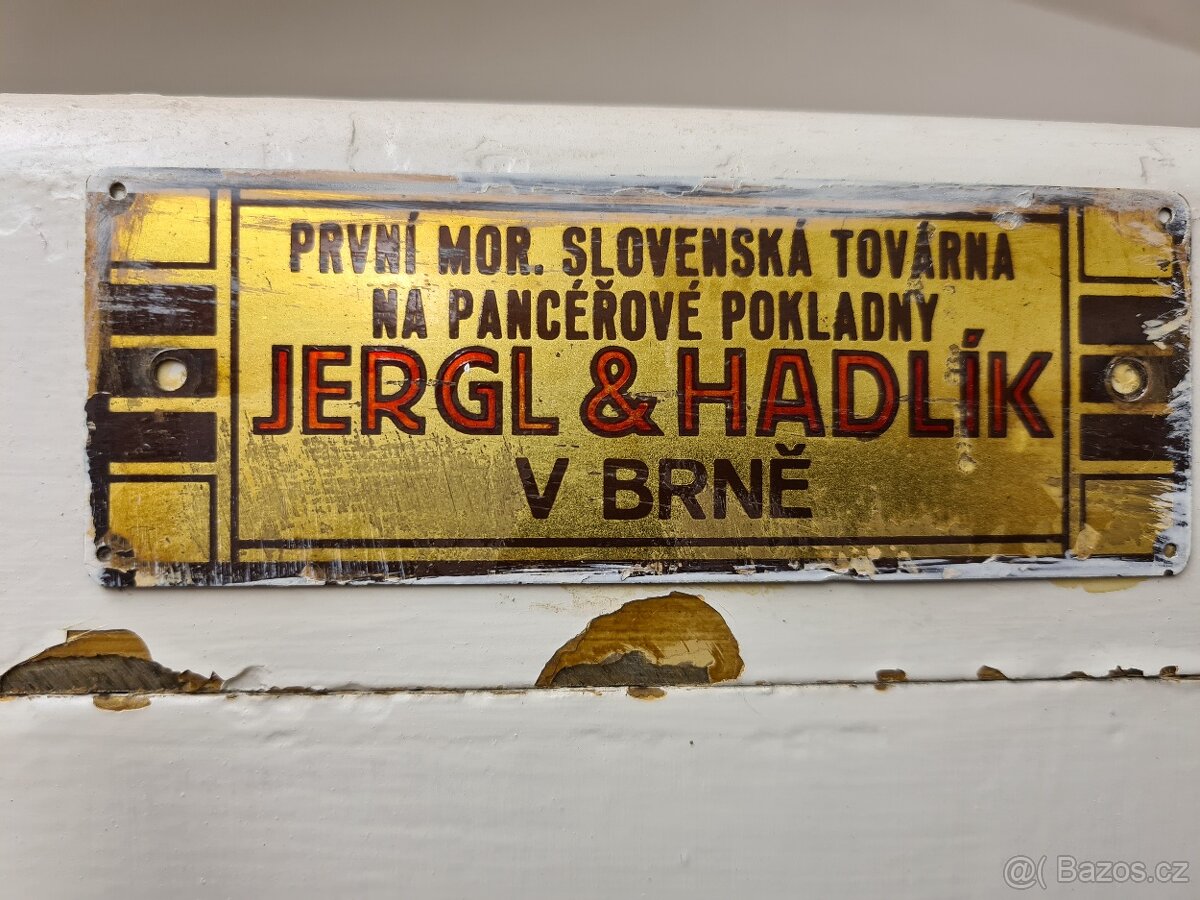 PRVNÍ MOR. SLOVENSKÁ TOVÁRNA
NA PANCÉŘOVÉ POKLADNY
JERGL & HADLÍK
V BRNĚ
@( Bazos.cz